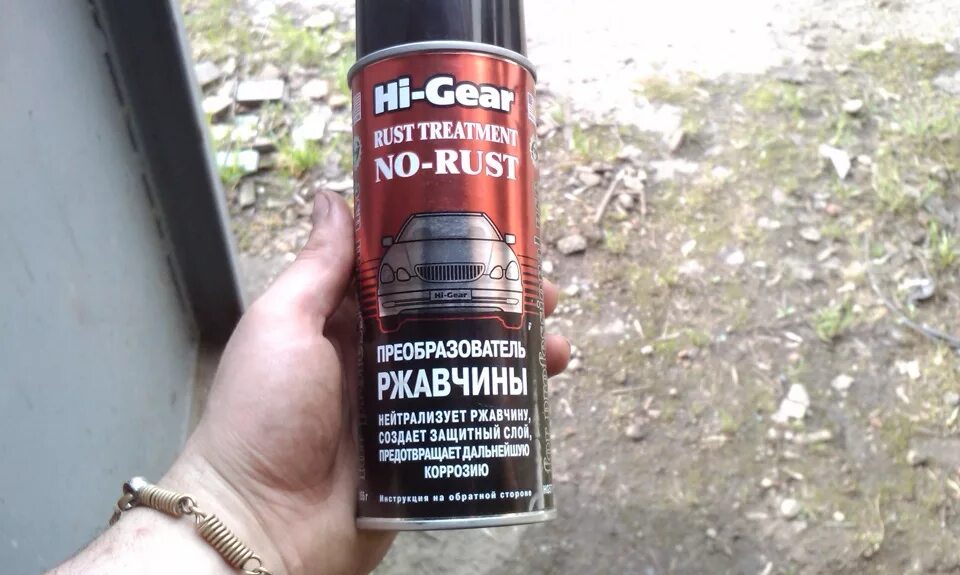 Hi-Gear
RUST TREATMENT
NO-RUST
Hi-Gear
ПРЕОБРАЗОВАТЕЛЬ
РЖАВЧИНЫ
НЕЙТРАЛИЗУЕТ РЖАВЧИНУ,
СОЗДАЕТ ЗАЩИТНЫЙ СЛОЙ,
ПРЕДОТВРАЩАЕТ ДАЛЬНЕЙШУЮ
КОРРОЗИЮ
Инструкция на обратной стороне